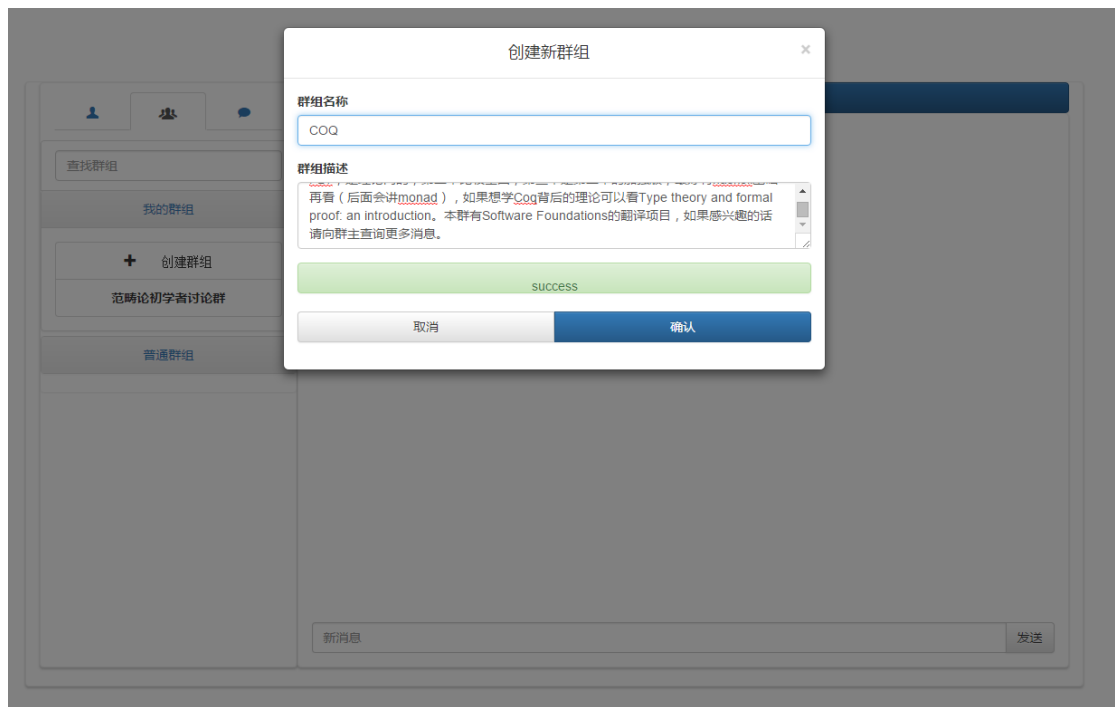 创建新群组
×
群组名称
COQ
群组描述
再看(后面会讲monad),如果想学Coq背后的理论可以看Type theory and formal
proof: an introduction。本群有Software Foundations的翻译项目,如果感兴趣的话
请向群主查询更多消息。
success
取消
确认
查找群组
我的群组
创建群组
范畴论初学者讨论群
普通群组
新消息
发送